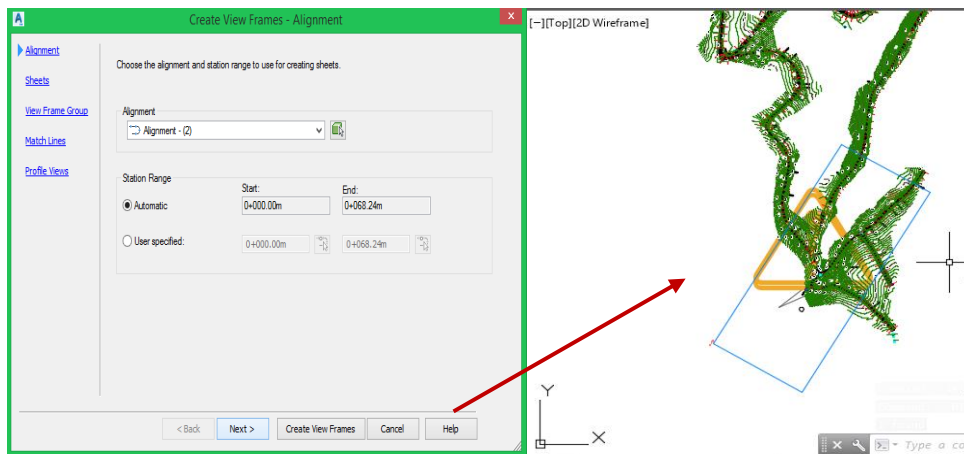 Create View Frames - Alignment
x
Alignment
Sheets
View Frame Group
Match Lines
Profile Views
Choose the alignment and station range to use for creating sheets.
Alignment
Alignment - (2)
Station Range
Start:
End:
Automatic
0+000.00m
0+068.24m
User specified:
0+000.00m
0+068.24m
< Back
Next >
Create View Frames
Cancel
Help
[−][Top][2D Wireframe]
Y
X
Type a co